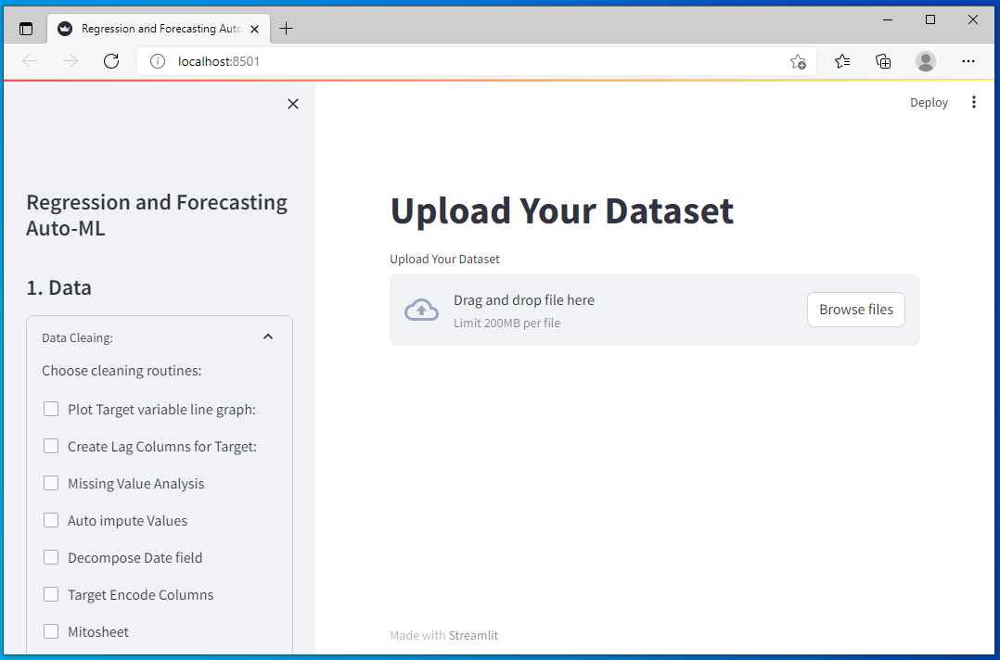 Regression and Forecasting Auto
localhost:8501
Deploy
Regression and Forecasting
Auto-ML
1. Data
Data Cleaing:
Choose cleaning routines:
Plot Target variable line graph:
Create Lag Columns for Target:
Missing Value Analysis
Auto impute Values
Decompose Date field
Target Encode Columns
Mitosheet
Upload Your Dataset
Upload Your Dataset
Drag and drop file here
Limit 200MB per file
Browse files
Made with Streamlit